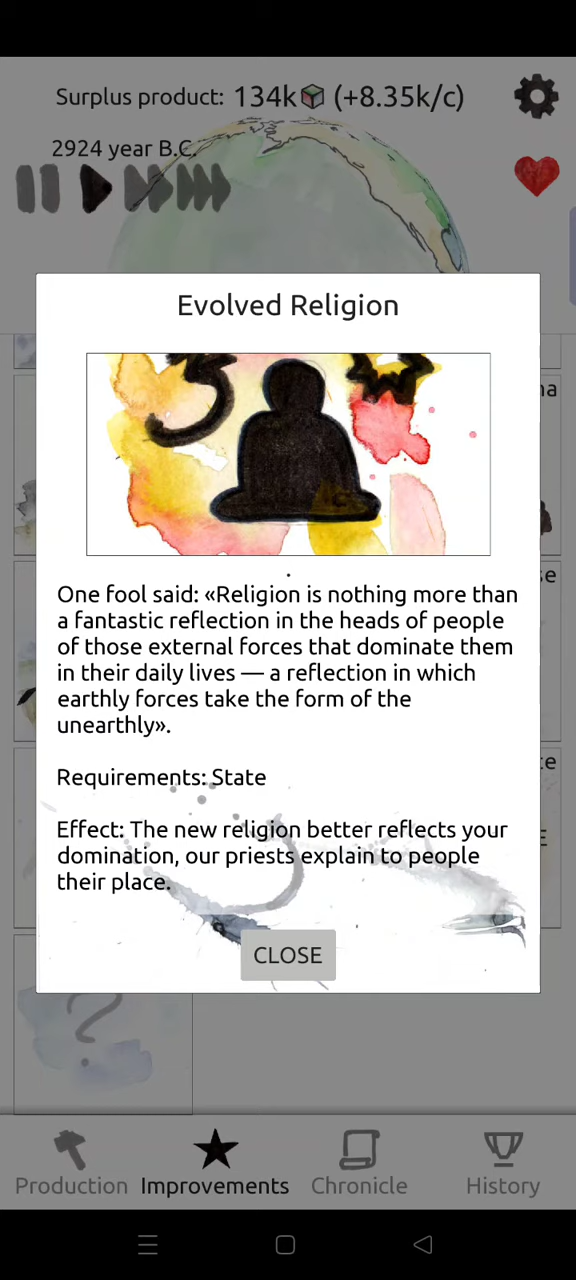 Surplus product: 134k (+8.35k/c)
2924 year B.C.
Evolved Religion
One fool said: «Religion is nothing more than
a fantastic reflection in the heads of people
of those external forces that dominate them
in their daily lives — a reflection in which
earthly forces take the form of the
unearthly».
Requirements: State
Effect: The new religion better reflects your
domination, our priests explain to people
their place.
CLOSE
?
Production Improvements Chronicle History